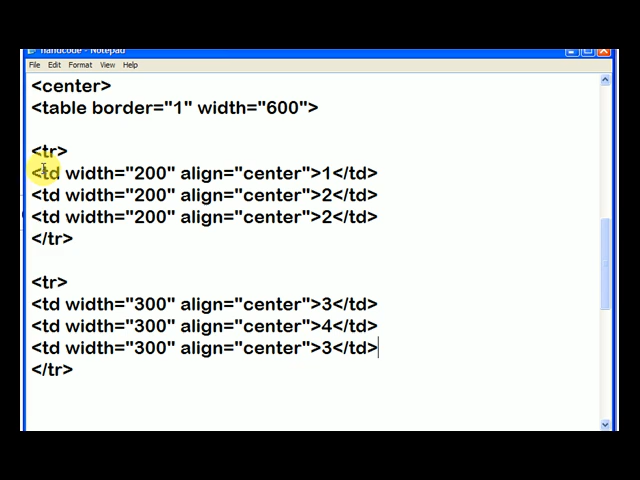 handcode - Notepad
File Edit Format View Help
<center>
<table border="1" width="600">
<tr>
<td width="200" align="center">1</td>
<td width="200" align="center">2</td>
<td width="200" align="center">2</td>
</tr>
<tr>
<td width="300" align="center">3</td>
<td width="300" align="center">4</td>
<td width="300" align="center">3</td>
</tr>